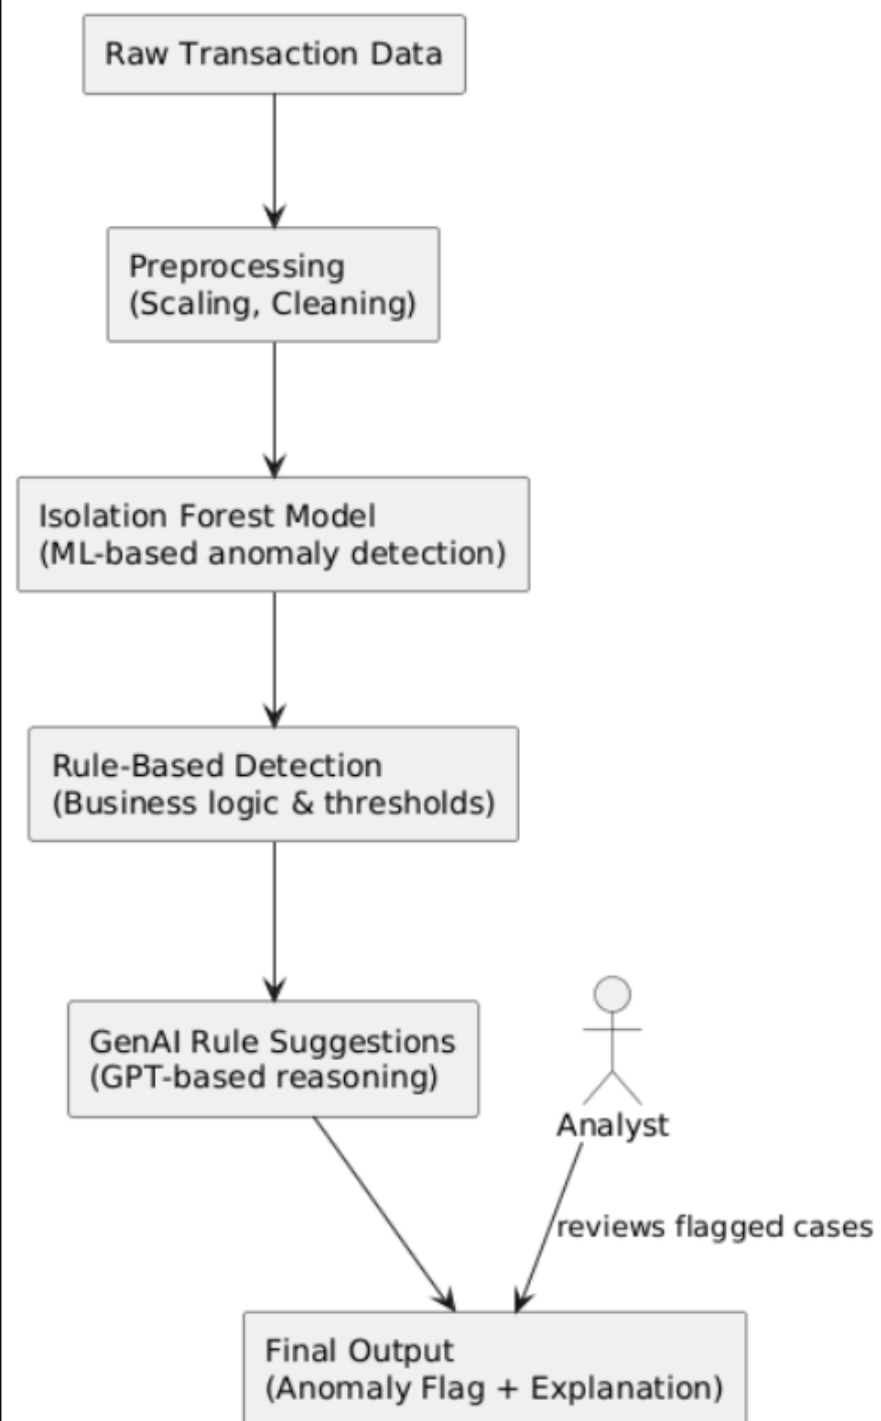 Raw Transaction Data
Preprocessing
(Scaling, Cleaning)
Isolation Forest Model
(ML-based anomaly detection)
Rule-Based Detection
(Business logic & thresholds)
GenAI Rule Suggestions
(GPT-based reasoning)
Analyst
reviews flagged cases
Final Output
(Anomaly Flag + Explanation)